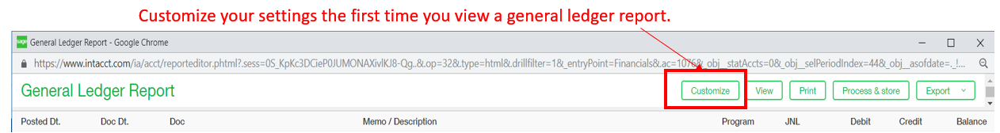 Customize your settings the first time you view a general ledger report.
sage General Ledger Report - Google Chrome
https://www.intacct.com/ia/acct/reporteditor.phtml?.sess=0S_KpKc3DCieP0JUMONAXivlKJ8-Qg..&.op=32&.type=html&.drillfilter=1&_entryPoint=Financials&.ac=1076&_obj__statAccts=0&_obj__selPeriodIndex=44&_obj__asofdate=._!...
General Ledger Report Customize View Print Process & store Export
Posted Dt. Doc Dt. Doc Memo / Description Program JNL Debit Credit Balance